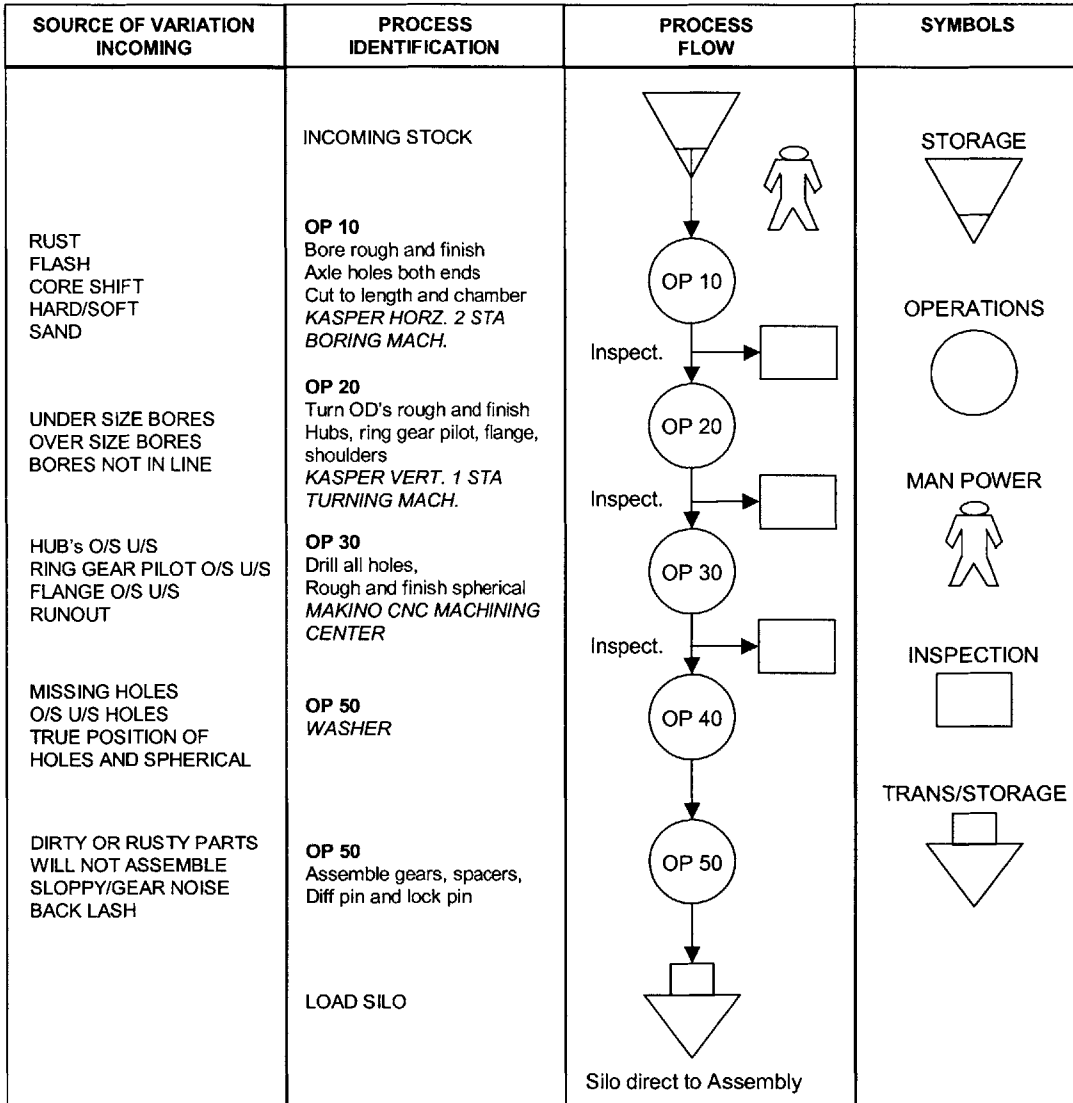 SOURCE OF VARIATION
INCOMING
PROCESS
IDENTIFICATION
PROCESS
FLOW
SYMBOLS
RUST
FLASH
CORE SHIFT
HARD/SOFT
SAND
UNDER SIZE BORES
OVER SIZE BORES
BORES NOT IN LINE
HUB's O/S U/S
RING GEAR PILOT O/S U/S
FLANGE O/S U/S
RUNOUT
MISSING HOLES
O/S U/S HOLES
TRUE POSITION OF
HOLES AND SPHERICAL
DIRTY OR RUSTY PARTS
WILL NOT ASSEMBLE
SLOPPY/GEAR NOISE
BACK LASH
INCOMING STOCK
OP 10
Bore rough and finish
Axle holes both ends
Cut to length and chamber
KASPER HORZ. 2 STA
BORING MACH.
OP 20
Turn OD's rough and finish
Hubs, ring gear pilot, flange,
shoulders
KASPER VERT. 1 STA
TURNING MACH.
OP 30
Drill all holes,
Rough and finish spherical
MAKINO CNC MACHINING
CENTER
OP 50
WASHER
OP 50
Assemble gears, spacers,
Diff pin and lock pin
LOAD SILO
OP 10
Inspect.
OP 20
Inspect.
OP 30
Inspect.
OP 40
OP 50
Silo direct to Assembly
STORAGE
OPERATIONS
MAN POWER
INSPECTION
TRANS/STORAGE